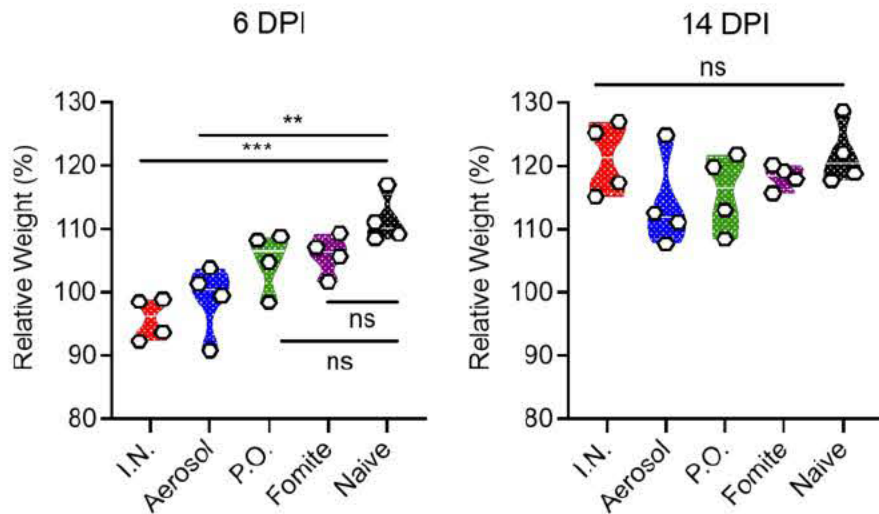 6 DPI
14 DPI
Relative Weight (%)
130
120
110
100
90
80
**
***
ns
ns
I.N.
Aerosol
P.O.
Fomite
Naive
Relative Weight (%)
130
120
110
100
90
80
ns
I.N.
Aerosol
P.O.
Fomite
Naive